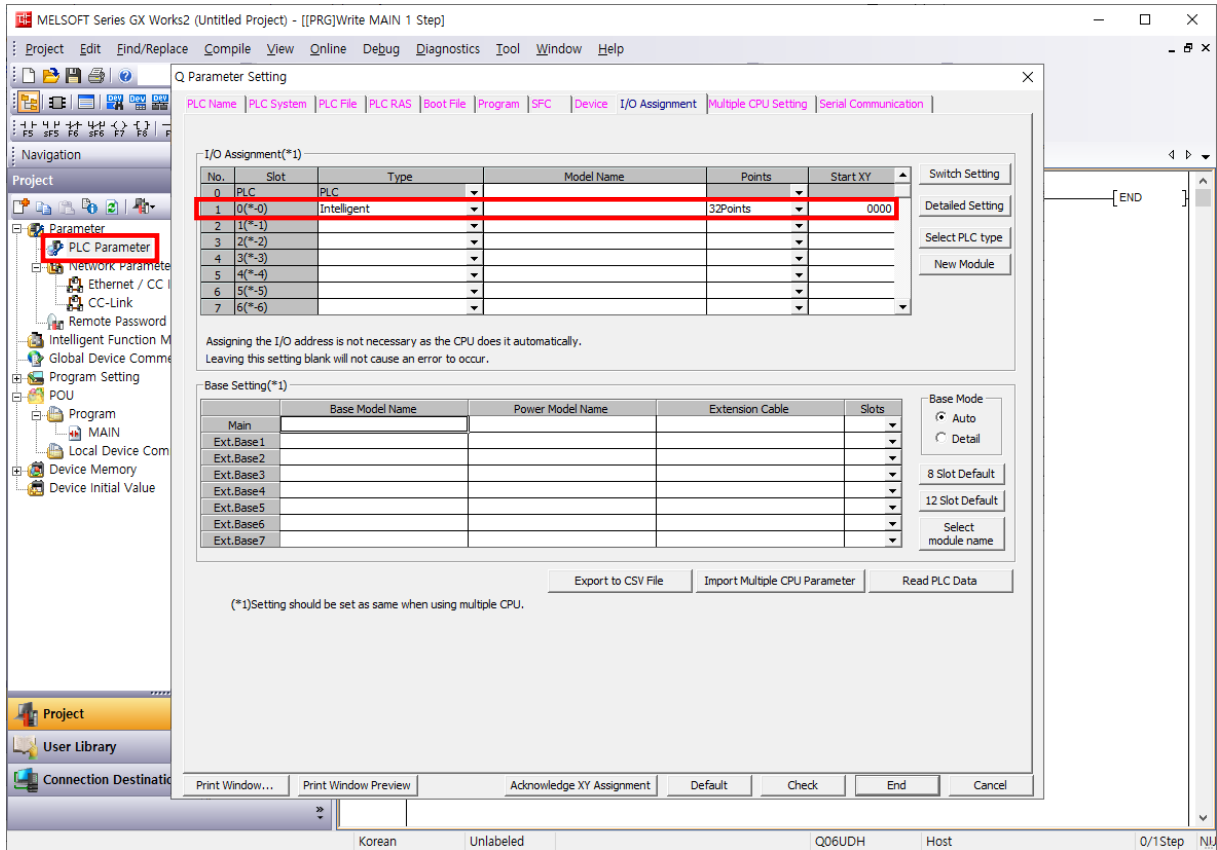 MELSOFT Series GX Works2 (Untitled Project) - [[PRG]Write MAIN 1 Step]
Project Edit Find/Replace Compile View Online Debug Diagnostics Tool Window Help
F5 sF5 F6 sF6 F7 F8
Navigation
Project
Parameter
PLC Parameter
Network Paramete
Ethernet / CC I
CC-Link
Remote Password
Intelligent Function M
Global Device Comme
Program Setting
POU
Program
MAIN
Local Device Com
Device Memory
Device Initial Value
Project
User Library
Connection Destinatio
Q Parameter Setting
PLC Name PLC System PLC File PLC RAS Boot File Program SFC Device I/O Assignment Multiple CPU Setting Serial Communication
I/O Assignment(*1)
No. Slot Type Model Name Points Start XY
0 PLC PLC
1 0(*-0) Intelligent 32Points 0000
2 1(*-1)
3 2(*-2)
4 3(*-3)
5 4(*-4)
6 5(*-5)
7 6(*-6)
Switch Setting
Detailed Setting
Select PLC type
New Module
Assigning the I/O address is not necessary as the CPU does it automatically.
Leaving this setting blank will not cause an error to occur.
Base Setting(*1)
Base Model Name Power Model Name Extension Cable Slots
Main
Ext.Base1
Ext.Base2
Ext.Base3
Ext.Base4
Ext.Base5
Ext.Base6
Ext.Base7
Base Mode
Auto
Detail
8 Slot Default
12 Slot Default
Select
module name
Export to CSV File Import Multiple CPU Parameter Read PLC Data
(*1)Setting should be set as same when using multiple CPU.
Print Window... Print Window Preview Acknowledge XY Assignment Default Check End Cancel
END
Korean Unlabeled Q06UDH Host 0/1Step NU